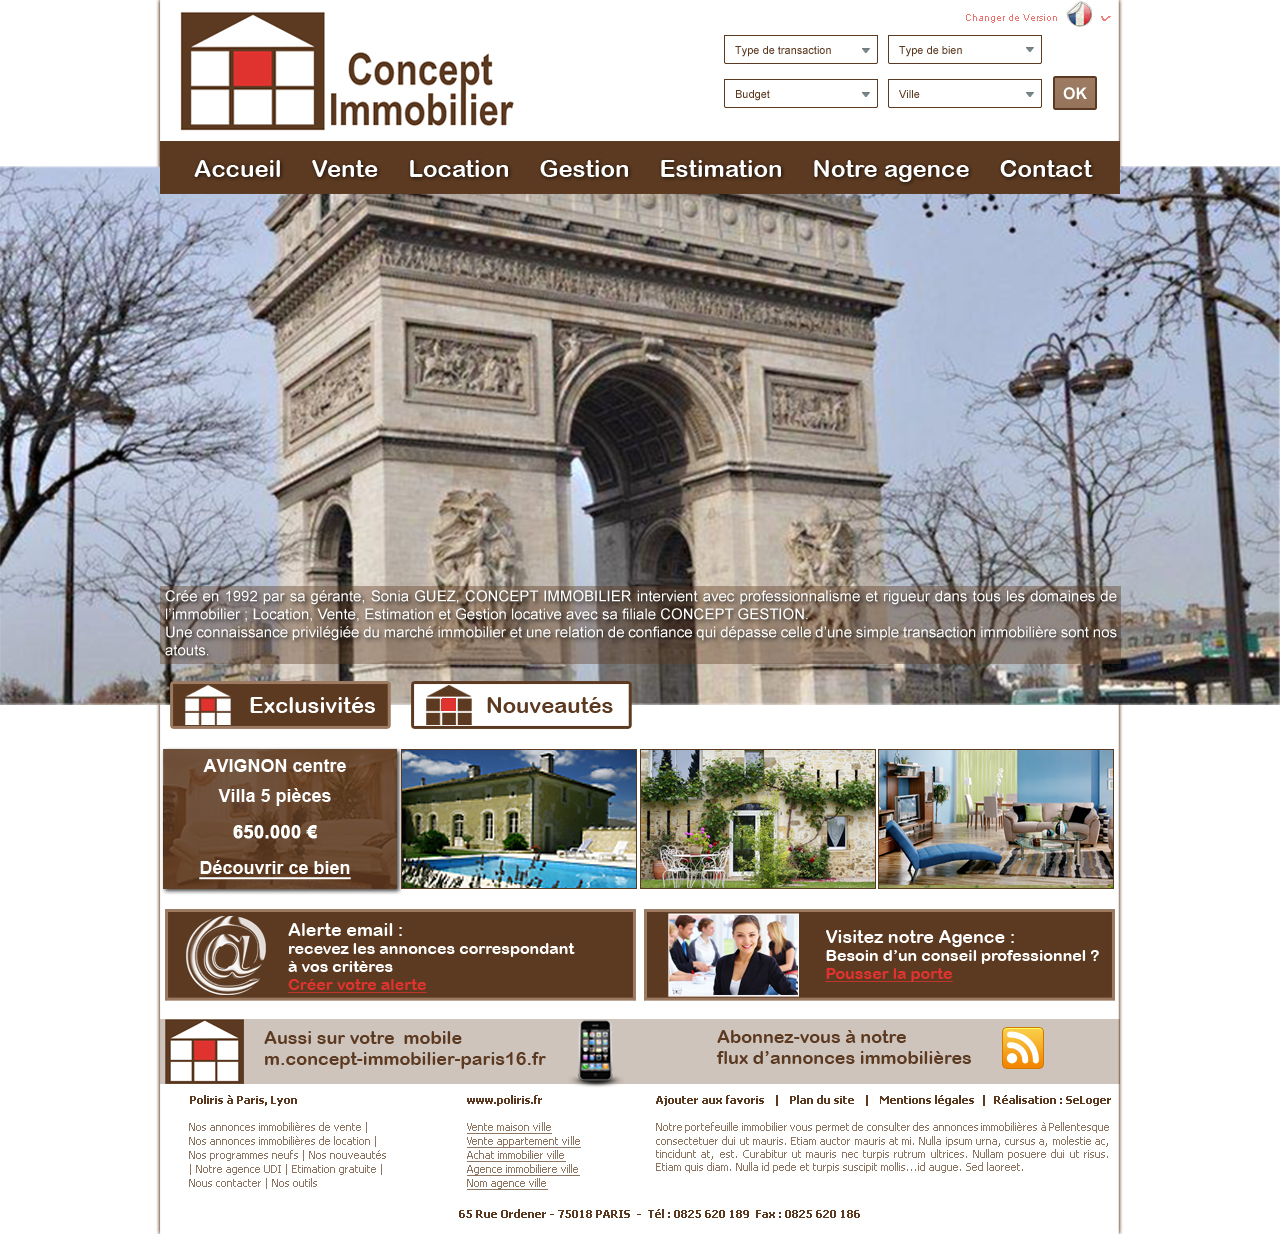 Changer de Version
Concept
Immobilier
Type de transaction
Type de bien
Budget
Ville
OK
Accueil
Vente
Location
Gestion
Estimation
Notre agence
Contact
Crée en 1992 par sa gérante, Sonia GUEZ, CONCEPT IMMOBILIER intervient avec professionnalisme et rigueur dans tous les domaines de
l’immobilier ; Location, Vente, Estimation et Gestion locative avec sa filiale CONCEPT GESTION.
Une connaissance privilégiée du marché immobilier et une relation de confiance qui dépasse celle d’une simple transaction immobilière sont nos
atouts.
Exclusivités
Nouveautés
AVIGNON centre
Villa 5 pièces
650.000 €
Découvrir ce bien
Alerte email :
recevez les annonces correspondant
à vos critères
Créer votre alerte
Visitez notre Agence :
Besoin d’un conseil professionnel ?
Pousser la porte
Aussi sur votre mobile
m.concept-immobilier-paris16.fr
Abonnez-vous à notre
flux d’annonces immobilières
Poliris à Paris, Lyon
Nos annonces immobilières de vente |
Nos annonces immobilières de location |
Nos programmes neufs | Nos nouveautés
| Notre agence UDI | Etimation gratuite |
Nous contacter | Nos outils
www.poliris.fr
Vente maison ville
Vente appartement ville
Achat immobilier ville
Agence immobiliere ville
Nom agence ville
Ajouter aux favoris | Plan du site | Mentions légales | Réalisation : SeLoger
Notre portefeuille immobilier vous permet de consulter des annonces immobilières à Pellentesque
consectetuer dui ut mauris. Etiam auctor mauris at mi. Nulla ipsum urna, cursus a, molestie ac,
tincidunt at, est. Curabitur ut mauris nec turpis rutrum ultrices. Nullam posuere dui ut risus.
Etiam quis diam. Nulla id pede et turpis suscipit mollis...id augue. Sed laoreet.
65 Rue Ordener - 75018 PARIS - Tél : 0825 620 189 Fax : 0825 620 186